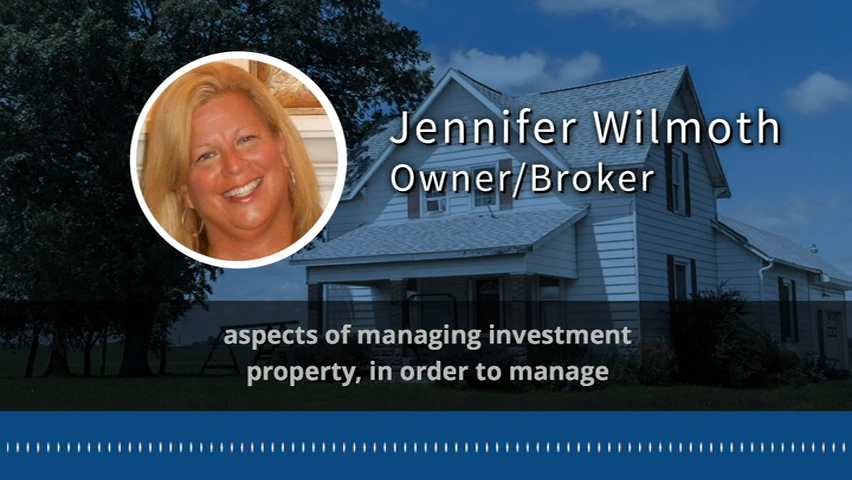 Jennifer Wilmoth
Owner/Broker
aspects of managing investment
property, in order to manage